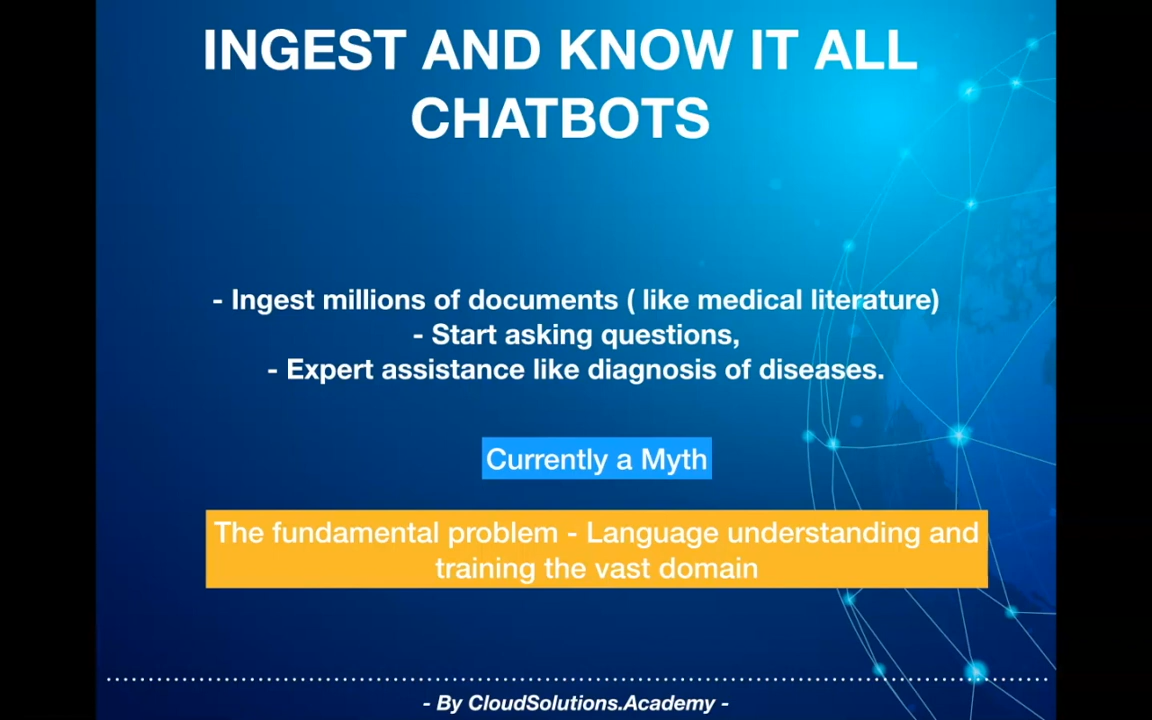 INGEST AND KNOW IT ALL
CHATBOTS
- Ingest millions of documents ( like medical literature)
- Start asking questions,
- Expert assistance like diagnosis of diseases.
Currently a Myth
The fundamental problem - Language understanding and
training the vast domain
- By CloudSolutions.Academy -